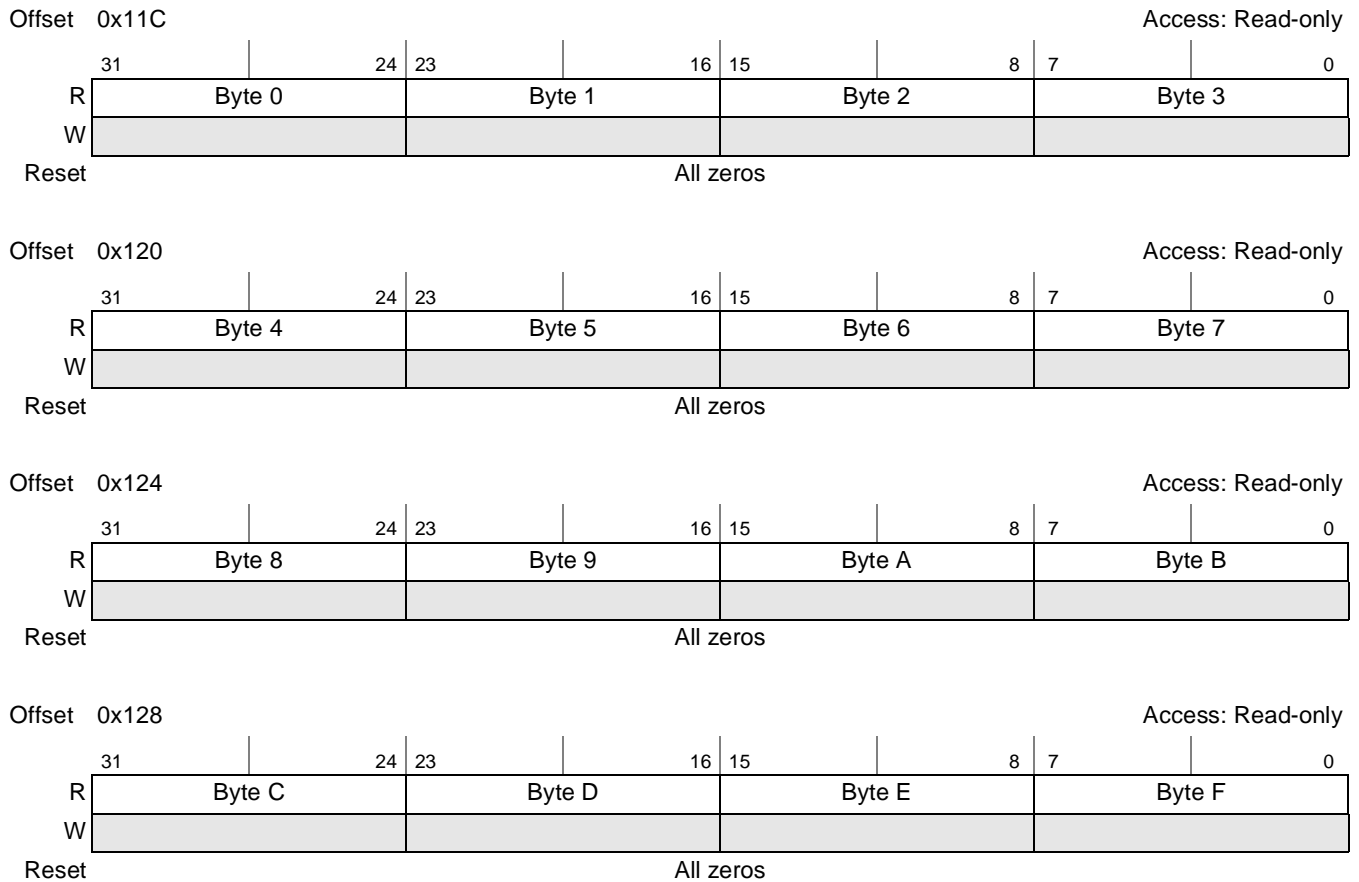 Offset 0x11C Access: Read-only
31 24 23 16 15 8 7 0
R Byte 0 Byte 1 Byte 2 Byte 3
W
Reset All zeros
Offset 0x120 Access: Read-only
31 24 23 16 15 8 7 0
R Byte 4 Byte 5 Byte 6 Byte 7
W
Reset All zeros
Offset 0x124 Access: Read-only
31 24 23 16 15 8 7 0
R Byte 8 Byte 9 Byte A Byte B
W
Reset All zeros
Offset 0x128 Access: Read-only
31 24 23 16 15 8 7 0
R Byte C Byte D Byte E Byte F
W
Reset All zeros